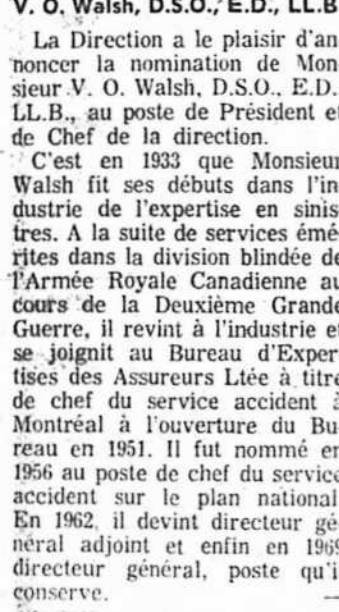 V. O. Walsh, D.S.O., E.D., LL.B
La Direction a le plaisir d'an
noncer la nomination de Mon
sieur V. O. Walsh, D.S.O., E.D.
LL.B., au poste de Président et
de Chef de la direction.
C'est en 1933 que Monsieur
Walsh fit ses débuts dans l'in
dustrie de l'expertise en sinis
tres. A la suite de services émé
rites dans la division blindée de
l'Armée Royale Canadienne au
cours de la Deuxième Grande
Guerre, il revint à l'industrie et
se joignit au Bureau d'Exper
tises des Assureurs Ltée à titre
de chef du service accident à
Montréal à l'ouverture du Bu
reau en 1951. Il fut nommé en
1956 au poste de chef du service
accident sur le plan national
En 1962, il devint directeur gé
néral adjoint et enfin en 1969
directeur général, poste qu'i
conserve.